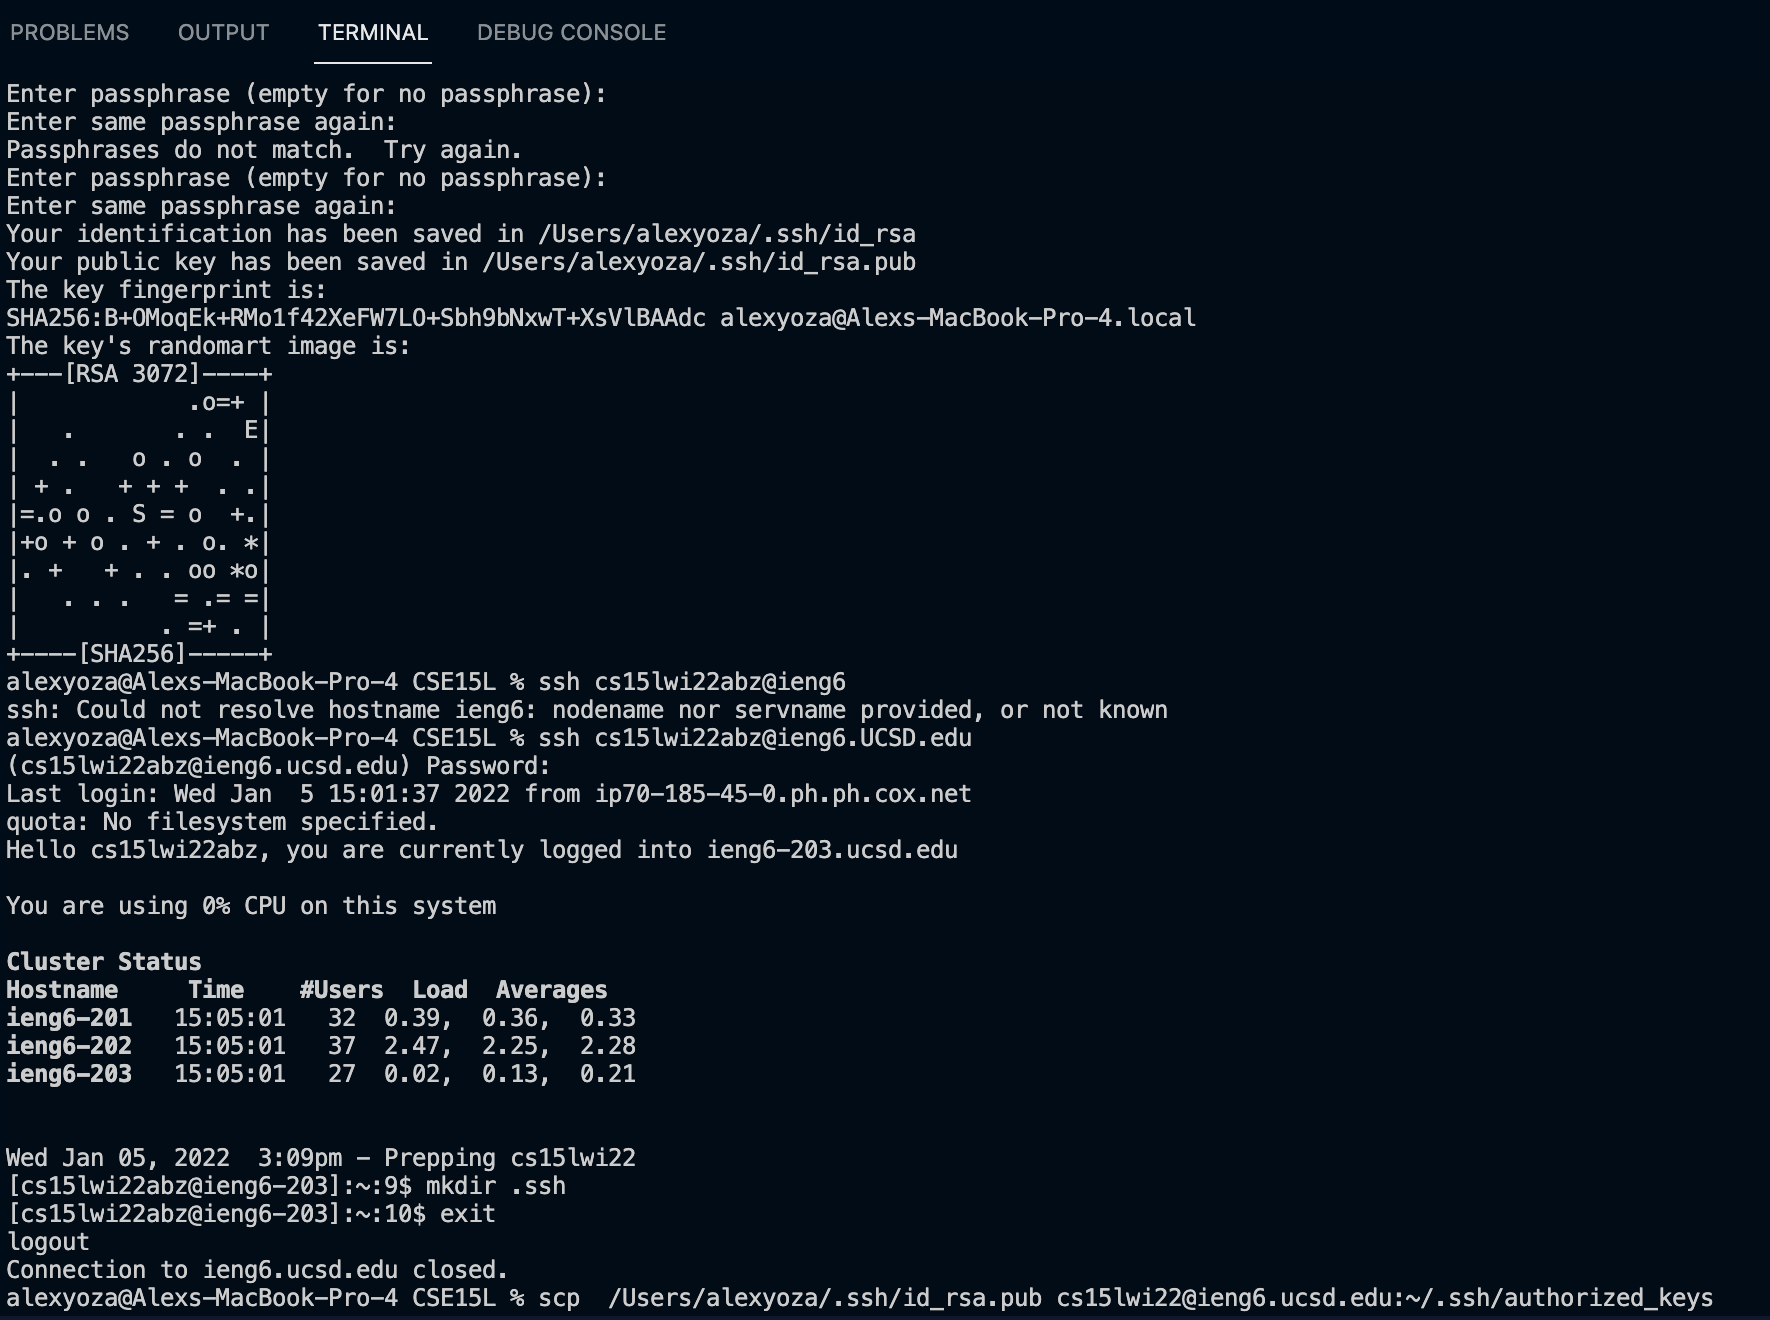 PROBLEMS OUTPUT TERMINAL DEBUG CONSOLE
Enter passphrase (empty for no passphrase):
Enter same passphrase again:
Passphrases do not match.  Try again.
Enter passphrase (empty for no passphrase):
Enter same passphrase again:
Your identification has been saved in /Users/alexyoza/.ssh/id_rsa
Your public key has been saved in /Users/alexyoza/.ssh/id_rsa.pub
The key fingerprint is:
SHA256:B+OMoqEk+RMo1f42XeFW7LO+Sbh9bNxwT+XsVlBAAdc alexyoza@Alexs-MacBook-Pro-4.local
The key's randomart image is:
+---[RSA 3072]----+
|            .o=+ |
|   .       . .  E|
|  . .   o . o  . |
| + .   + + +  . .|
|=.o o . S = o  +.|
|+o + o . + . o. *|
|. +   + . . oo *o|
|   . . .   = .= =|
|          . =+ . |
+----[SHA256]-----+
alexyoza@Alexs-MacBook-Pro-4 CSE15L % ssh cs15lwi22abz@ieng6
ssh: Could not resolve hostname ieng6: nodename nor servname provided, or not known
alexyoza@Alexs-MacBook-Pro-4 CSE15L % ssh cs15lwi22abz@ieng6.UCSD.edu
(cs15lwi22abz@ieng6.ucsd.edu) Password:
Last login: Wed Jan  5 15:01:37 2022 from ip70-185-45-0.ph.ph.cox.net
quota: No filesystem specified.
Hello cs15lwi22abz, you are currently logged into ieng6-203.ucsd.edu
You are using 0% CPU on this system
Cluster Status
Hostname     Time    #Users  Load  Averages
ieng6-201   15:05:01   32  0.39,  0.36,  0.33
ieng6-202   15:05:01   37  2.47,  2.25,  2.28
ieng6-203   15:05:01   27  0.02,  0.13,  0.21
Wed Jan 05, 2022  3:09pm - Prepping cs15lwi22
[cs15lwi22abz@ieng6-203]:~:9$ mkdir .ssh
[cs15lwi22abz@ieng6-203]:~:10$ exit
logout
Connection to ieng6.ucsd.edu closed.
alexyoza@Alexs-MacBook-Pro-4 CSE15L % scp  /Users/alexyoza/.ssh/id_rsa.pub cs15lwi22@ieng6.ucsd.edu:~/.ssh/authorized_keys